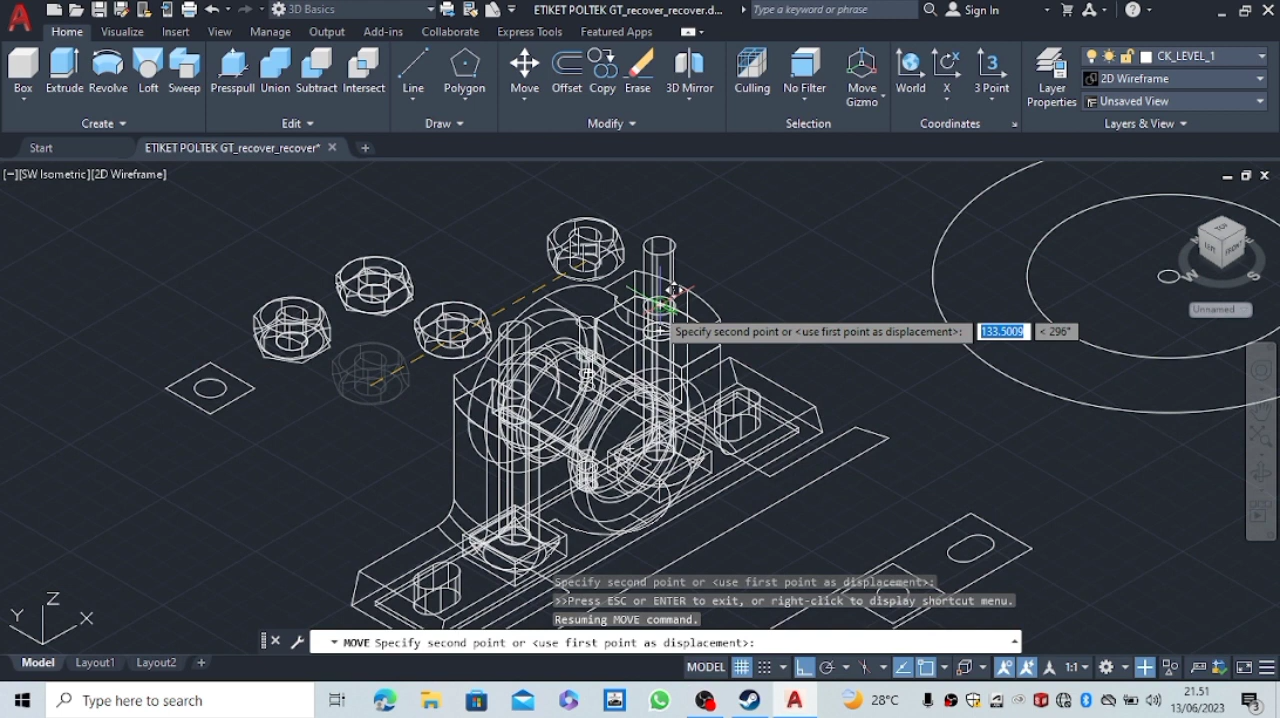 3D Basics
ETIKET POLTEK GT_recover_recover.d...
Type a keyword or phrase
Sign In
Home Visualize Insert View Manage Output Add-ins Collaborate Express Tools Featured Apps
Box Extrude Revolve Loft Sweep Presspull Union Subtract Intersect Line Polygon Move Offset Copy Erase 3D Mirror Culling No Filter Move Gizmo World X 3 Point Layer Properties
CK_LEVEL_1
2D Wireframe
Unsaved View
Create Edit Draw Modify Selection Coordinates Layers & View
Start ETIKET POLTEK GT_recover_recover*
[−][SW Isometric][2D Wireframe]
TOP
LEFT FRONT
W S
Unnamed
Specify second point or <use first point as displacement>: 133.5009 < 296°
Specify second point or <use first point as displacement>:
>>Press ESC or ENTER to exit, or right-click to display shortcut menu.
Resuming MOVE command.
Z
Y X
MOVE Specify second point or <use first point as displacement>:
Model Layout1 Layout2 +
MODEL 1:1
Type here to search
28°C
21.51
13/06/2023
3